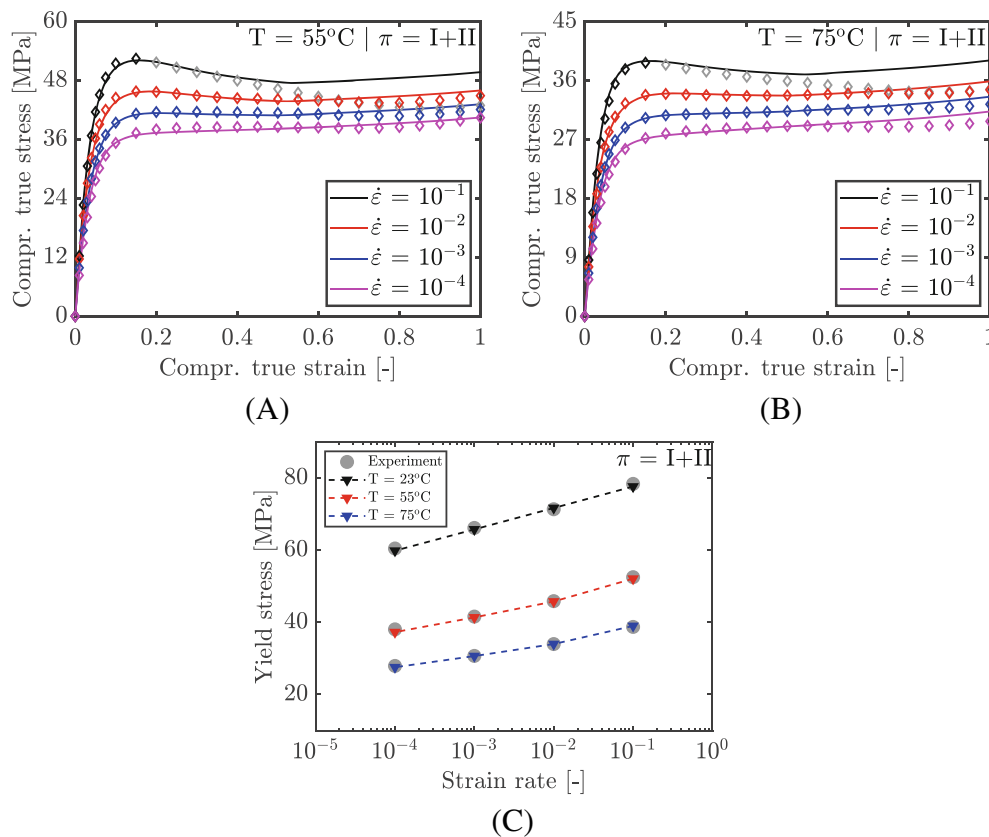 60
48
36
24
12
0
Compr. true stress [MPa]
T = 55°C | π = I+II
ε̇ = 10⁻¹
ε̇ = 10⁻²
ε̇ = 10⁻³
ε̇ = 10⁻⁴
0 0.2 0.4 0.6 0.8 1
Compr. true strain [-]
(A)
45
36
27
18
9
0
Compr. true stress [MPa]
T = 75°C | π = I+II
ε̇ = 10⁻¹
ε̇ = 10⁻²
ε̇ = 10⁻³
ε̇ = 10⁻⁴
0 0.2 0.4 0.6 0.8 1
Compr. true strain [-]
(B)
80
60
40
20
Yield stress [MPa]
π = I+II
Experiment
T = 23°C
T = 55°C
T = 75°C
10⁻⁵ 10⁻⁴ 10⁻³ 10⁻² 10⁻¹ 10⁰
Strain rate [-]
(C)